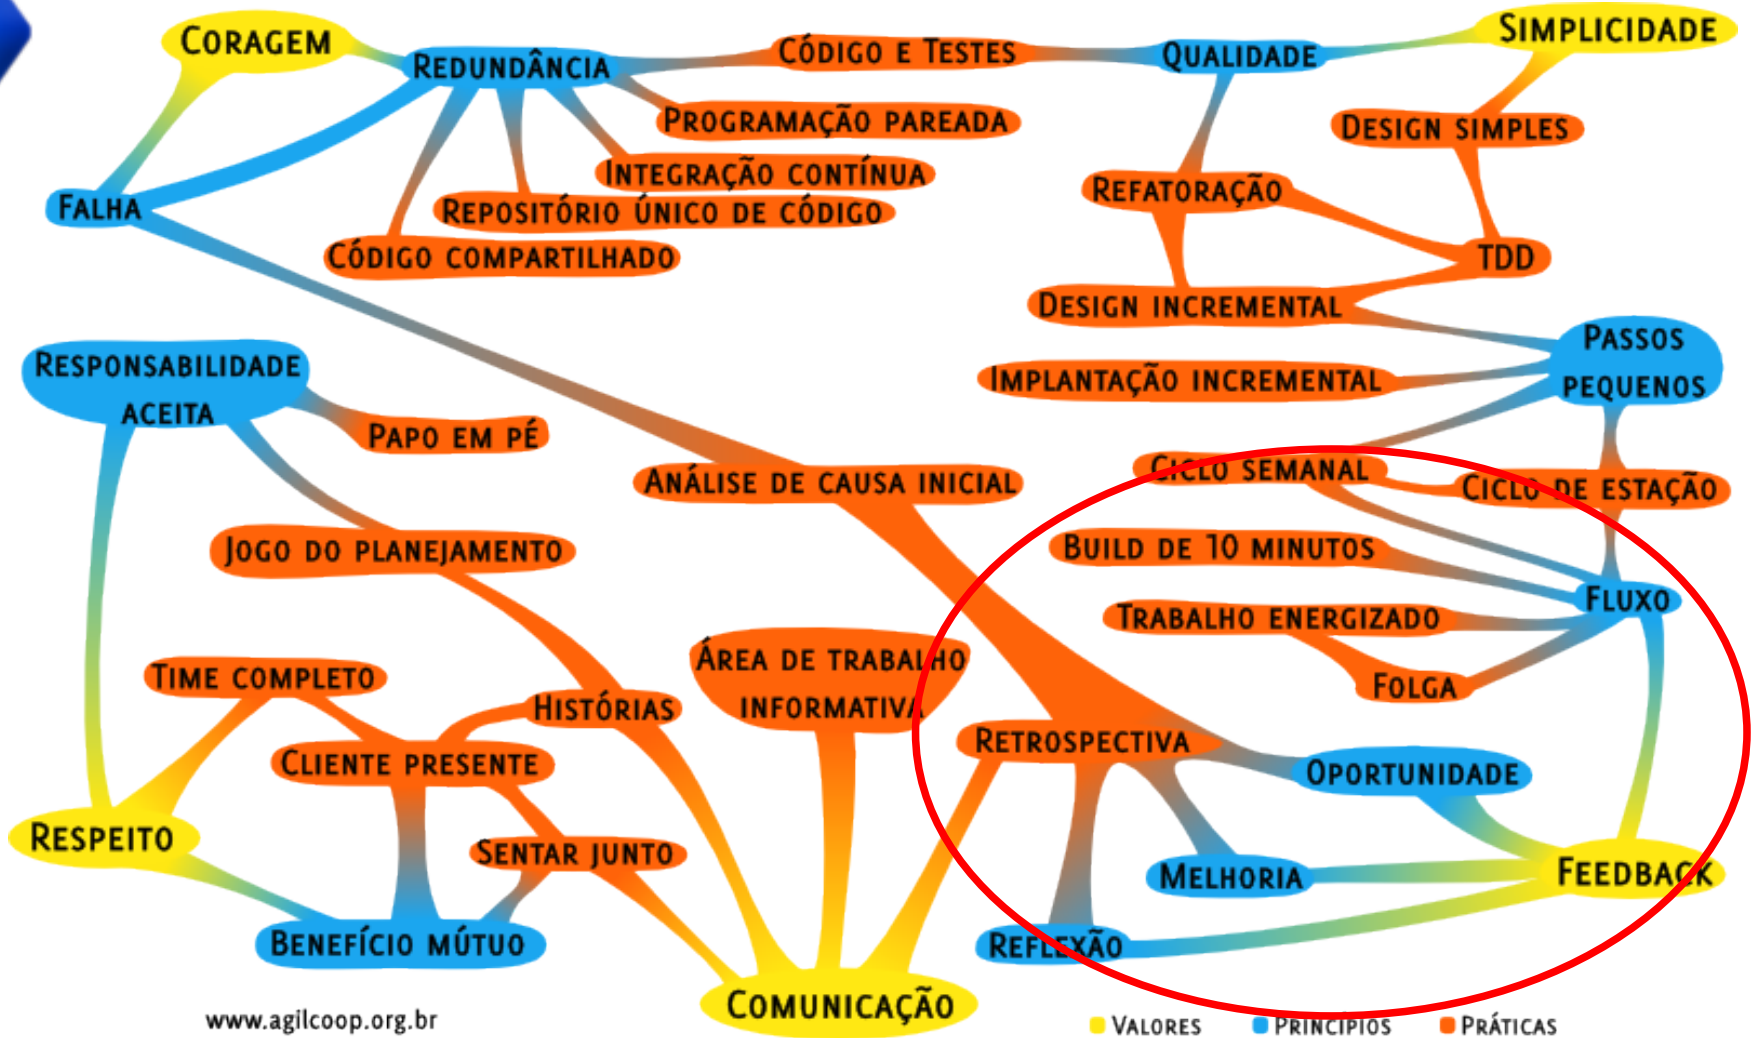 CORAGEM
SIMPLICIDADE
REDUNDÂNCIA
CÓDIGO E TESTES
QUALIDADE
PROGRAMAÇÃO PAREADA
DESIGN SIMPLES
INTEGRAÇÃO CONTÍNUA
REFATORAÇÃO
FALHA
REPOSITÓRIO ÚNICO DE CÓDIGO
CÓDIGO COMPARTILHADO
TDD
DESIGN INCREMENTAL
PASSOS
PEQUENOS
RESPONSABILIDADE
ACEITA
IMPLANTAÇÃO INCREMENTAL
PAPO EM PÉ
ANÁLISE DE CAUSA INICIAL
CICLO SEMANAL
CICLO DE ESTAÇÃO
JOGO DO PLANEJAMENTO
BUILD DE 10 MINUTOS
FLUXO
TRABALHO ENERGIZADO
ÁREA DE TRABALHO
INFORMATIVA
TIME COMPLETO
FOLGA
HISTÓRIAS
RETROSPECTIVA
CLIENTE PRESENTE
OPORTUNIDADE
RESPEITO
SENTAR JUNTO
MELHORIA
FEEDBACK
BENEFÍCIO MÚTUO
REFLEXÃO
COMUNICAÇÃO
www.agilcoop.org.br
VALORES
PRINCIPIOS
PRÁTICAS